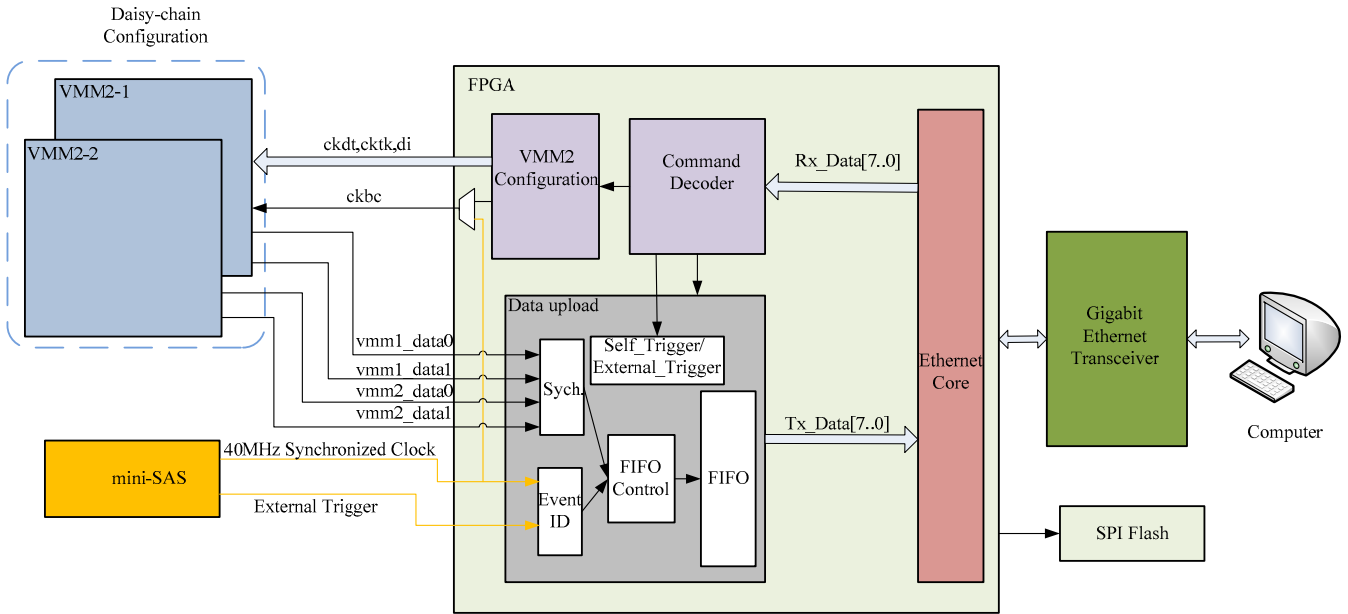 Daisy-chain
Configuration
VMM2-1
VMM2-2
ckdt,cktk,di
ckbc
FPGA
VMM2
Configuration
Command
Decoder
Rx_Data[7..0]
Data upload
Self_Trigger/
External_Trigger
vmm1_data0
vmm1_data1
vmm2_data0
vmm2_data1
Sych.
Event
ID
FIFO
Control
FIFO
Tx_Data[7..0]
Ethernet
Core
Gigabit
Ethernet
Transceiver
Computer
mini-SAS
40MHz Synchronized Clock
External Trigger
SPI Flash